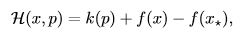 ℋ(x, p) = k(p) + f(x) − f(x⋆),